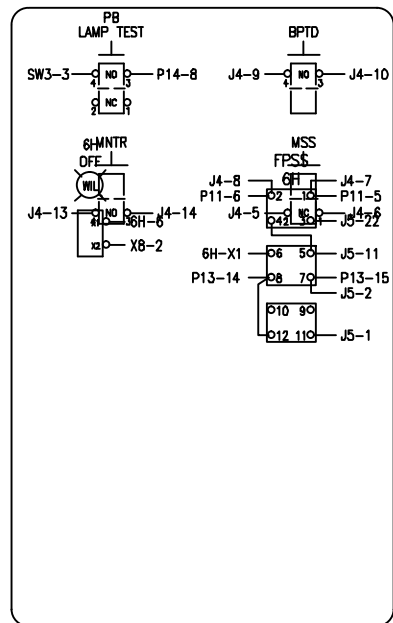 PB
LAMP TEST
BPTD
SW3-3 NO P14-8
4 3
J4-9 NO J4-10
4 3
NC
2 1
6H MNTR
OFF
MSS
FPSS
6H
WIL
J4-8 J4-7
P11-6 2 1 P11-5
J4-13 NO J4-14
J4-5 NC J4-6
X1 3 6H-6
4 2 3 J5-22
X2 X8-2
6H-X1 6 5 J5-11
P13-14 8 7 P13-15
J5-2
10 9
12 11 J5-1